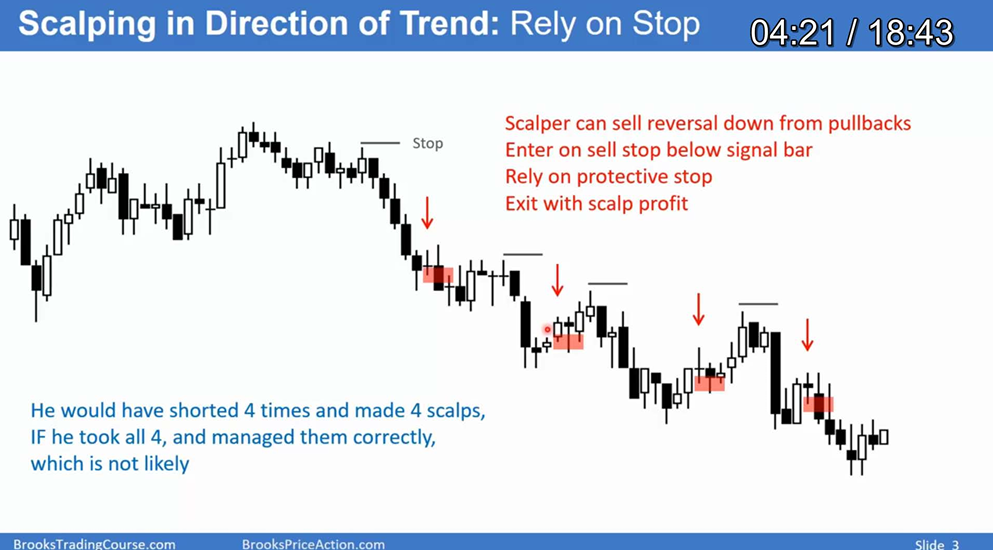 Scalping in Direction of Trend: Rely on Stop
04:21 / 18:43
Scalper can sell reversal down from pullbacks
Enter on sell stop below signal bar
Rely on protective stop
Exit with scalp profit
Stop
He would have shorted 4 times and made 4 scalps,
IF he took all 4, and managed them correctly,
which is not likely
BrooksTradingCourse.com
BrooksPriceAction.com
Slide 3